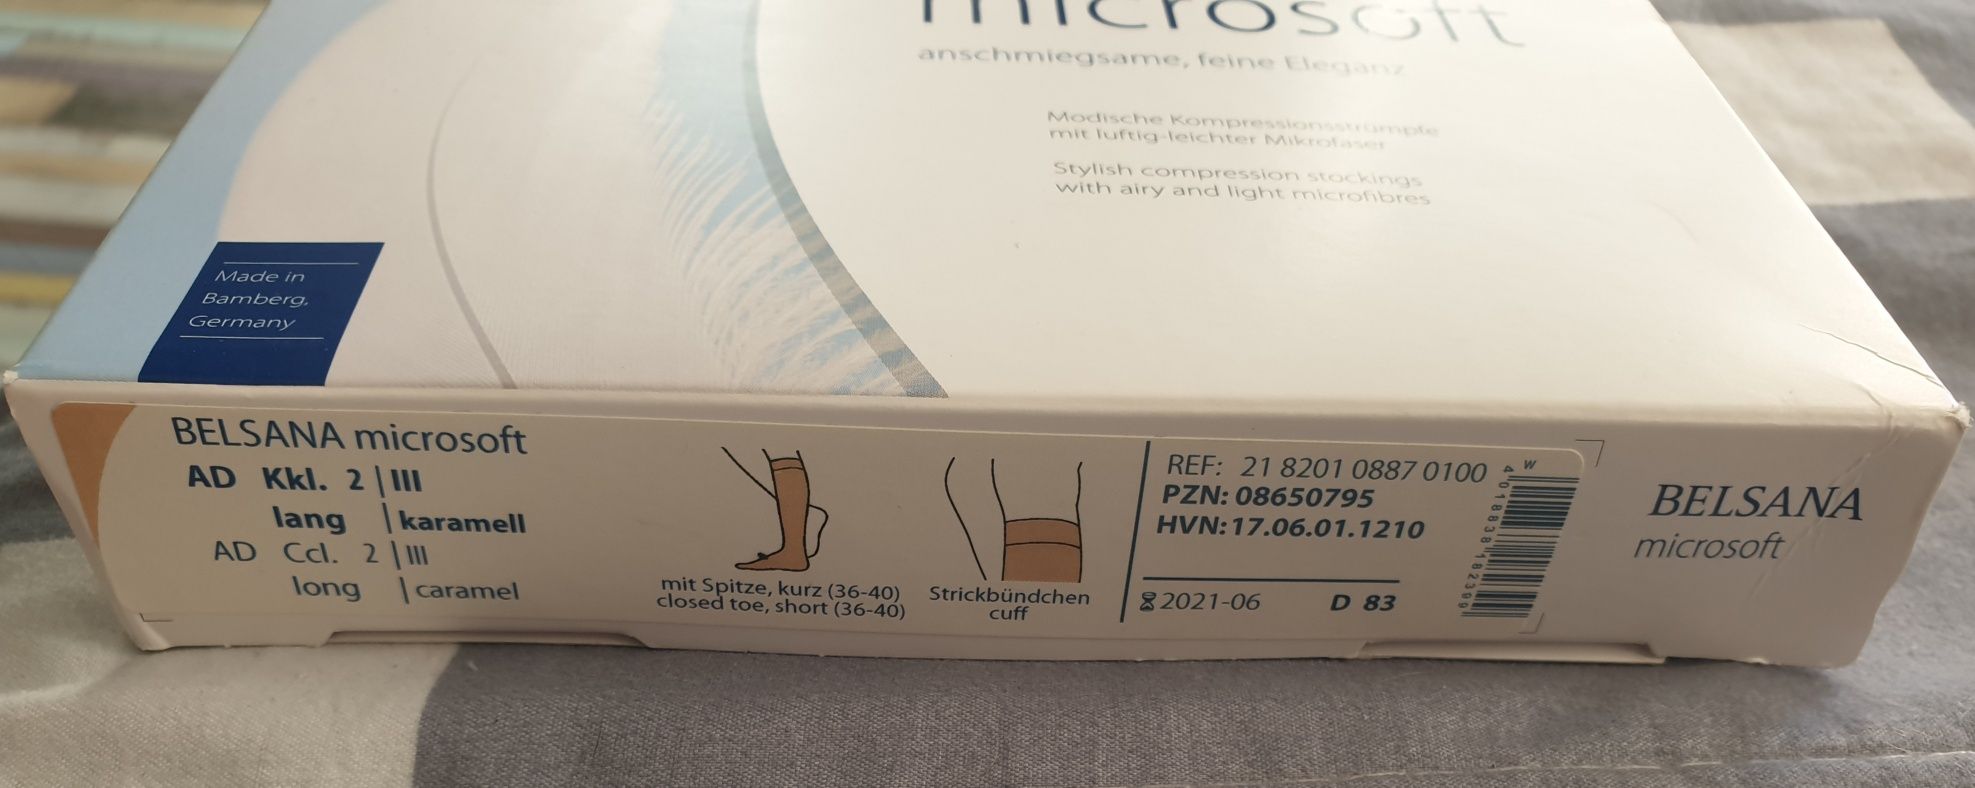 microsoft
anschmiegsame, feine Eleganz
Modische Kompressionsstrümpfe
mit luftig-leichter Mikrofaser
Stylish compression stockings
with airy and light microfibres
Made in
Bamberg,
Germany
BELSANA microsoft
AD Kkl. 2 | III
lang | karamell
AD Ccl. 2 | III
long | caramel
mit Spitze, kurz (36-40)
closed toe, short (36-40)
Strickbündchen
cuff
REF: 21 8201 0887 0100
PZN: 08650795
HVN: 17.06.01.1210
2021-06 D 83
W
4 018838 182399
BELSANA
microsoft